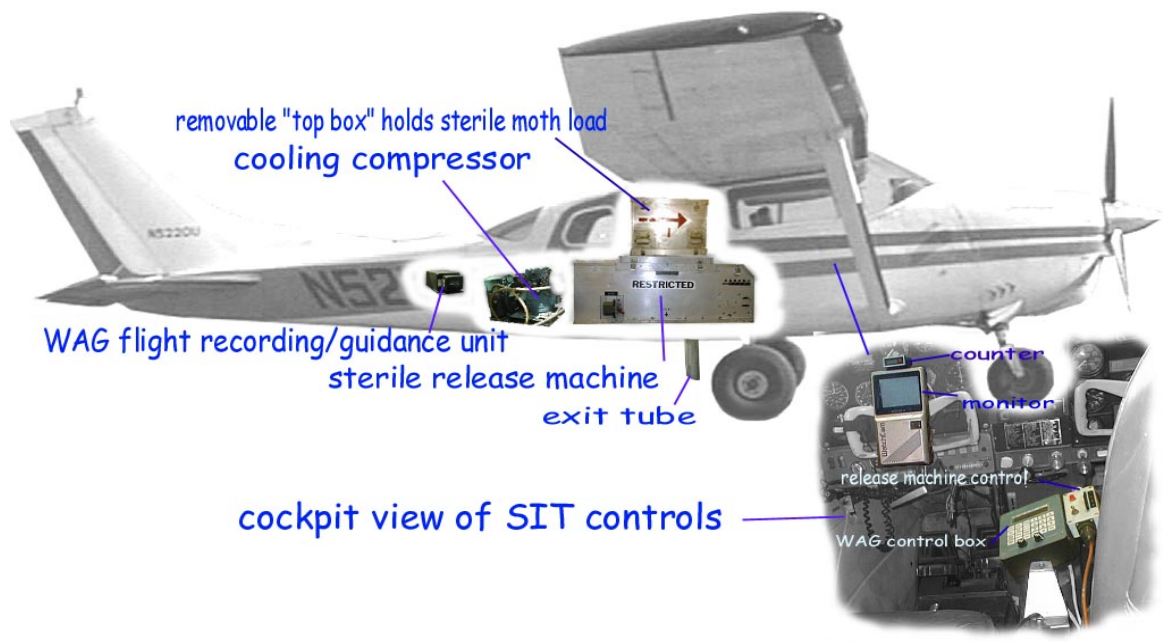 removable "top box" holds sterile moth load
cooling compressor
N5220U
N52
RESTRICTED
WAG flight recording/guidance unit
sterile release machine
exit tube
counter
monitor
release machine control
WAG control box
cockpit view of SIT controls